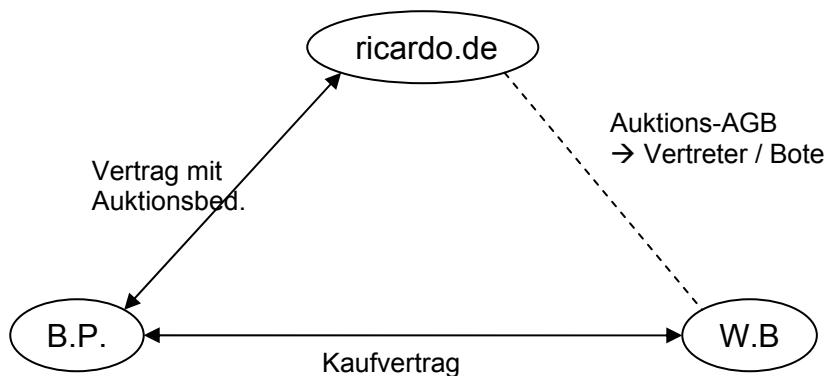 ricardo.de
Auktions-AGB
→ Vertreter / Bote
Vertrag mit
Auktionsbed.
B.P.
W.B
Kaufvertrag